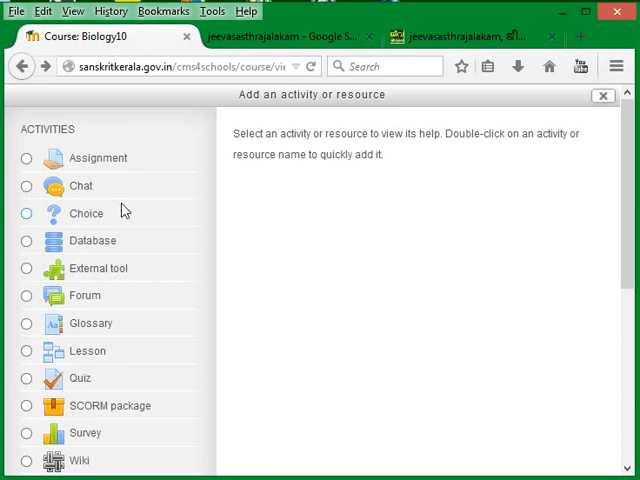 File Edit View History Bookmarks Tools Help
Course: Biology10
jeevasasthrajalakam - Google S...
jeevasasthrajalakam, ജീ...
sanskritkerala.gov.in/cms4schools/course/vie
Search
You
Tube
Add an activity or resource
ACTIVITIES
Assignment
Chat
Choice
Database
External tool
Forum
Glossary
Lesson
Quiz
SCORM package
Survey
Wiki
Select an activity or resource to view its help. Double-click on an activity or
resource name to quickly add it.